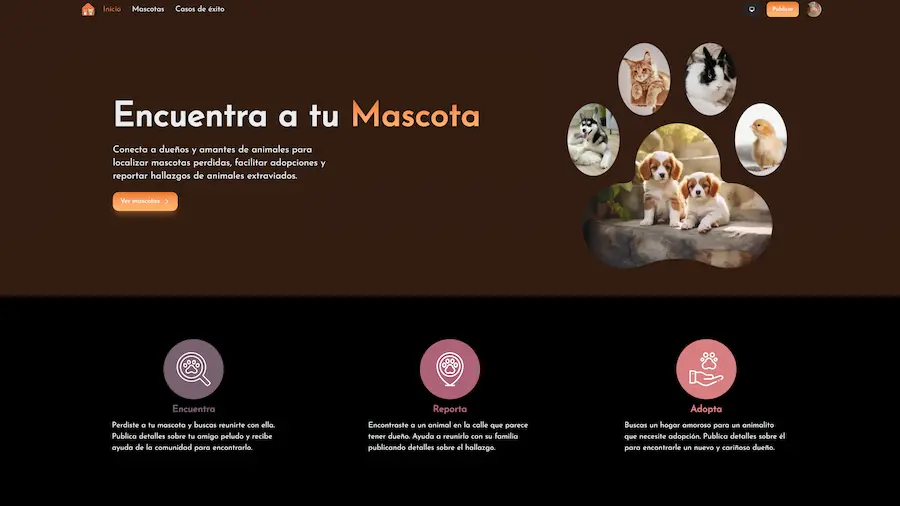 Inicio Mascotas Casos de éxito Publicar
Encuentra a tu Mascota
Conecta a dueños y amantes de animales para
localizar mascotas perdidas, facilitar adopciones y
reportar hallazgos de animales extraviados.
Ver mascotas
Encuentra
Perdiste a tu mascota y buscas reunirte con ella.
Publica detalles sobre tu amigo peludo y recibe
ayuda de la comunidad para encontrarlo.
Reporta
Encontraste a un animal en la calle que parece
tener dueño. Ayuda a reunirlo con su familia
publicando detalles sobre el hallazgo.
Adopta
Buscas un hogar amoroso para un animalito
que necesite adopción. Publica detalles sobre él
para encontrarle un nuevo y cariñoso dueño.